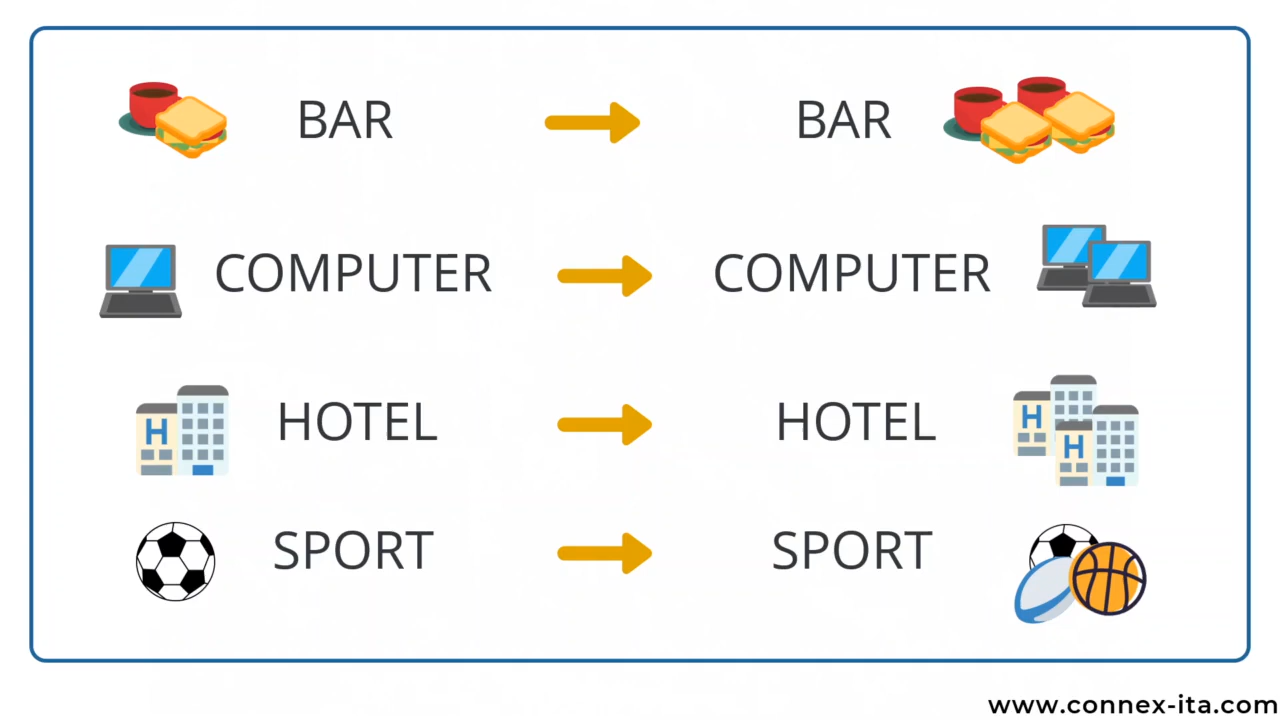 BAR BAR
COMPUTER COMPUTER
H HOTEL HOTEL H
H
SPORT SPORT
www.connex-ita.com